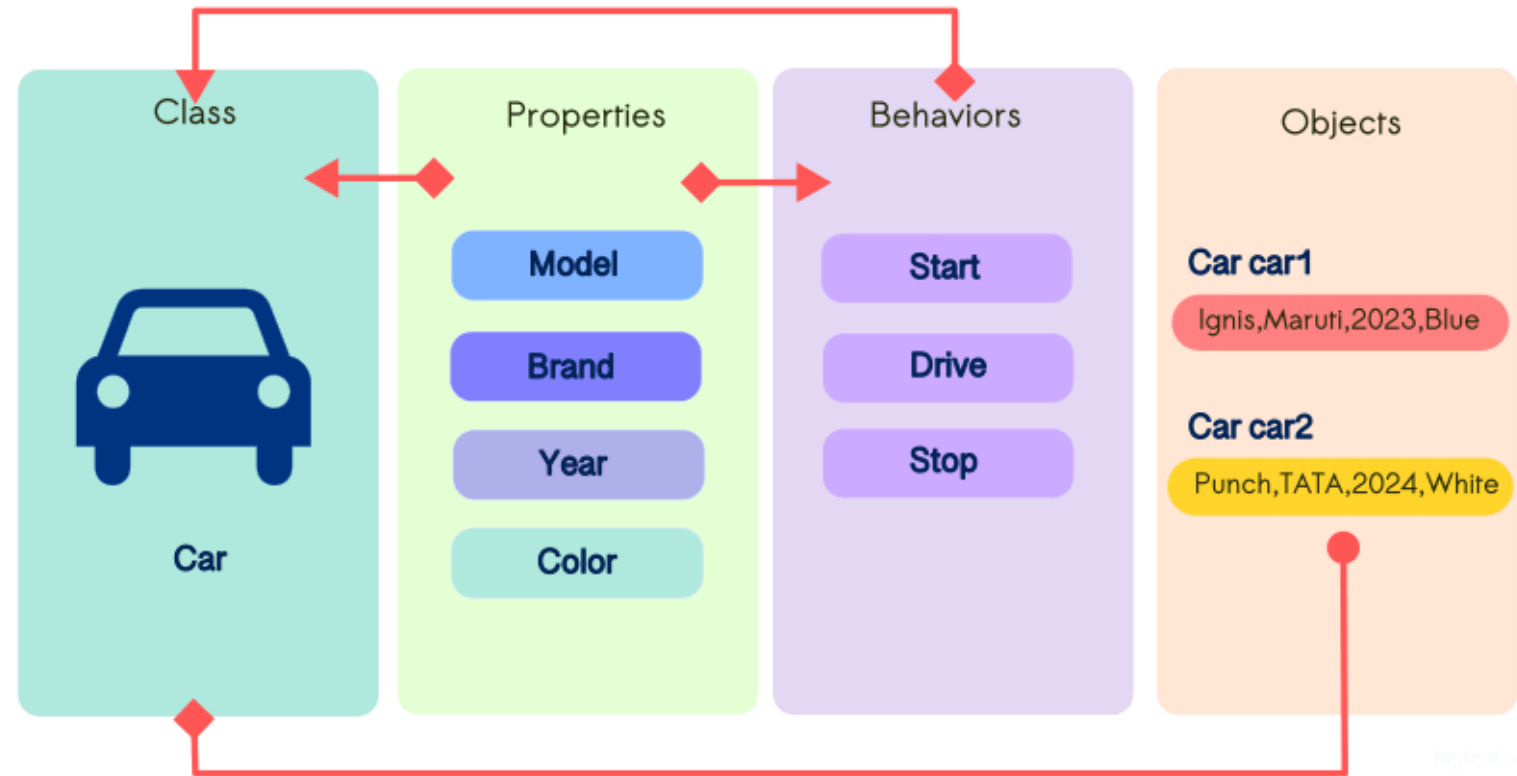 Class
Car
Properties
Model
Brand
Year
Color
Behaviors
Start
Drive
Stop
Objects
Car car1
Ignis,Maruti,2023,Blue
Car car2
Punch,TATA,2024,White